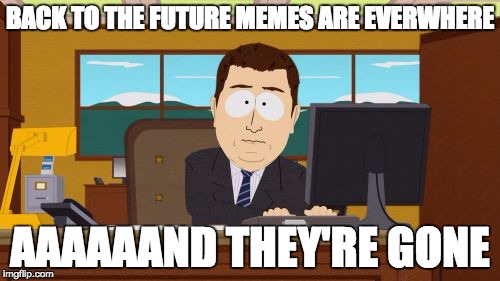 BACK TO THE FUTURE MEMES ARE EVERWHERE
AAAAAAND THEY'RE GONE
imgflip.com